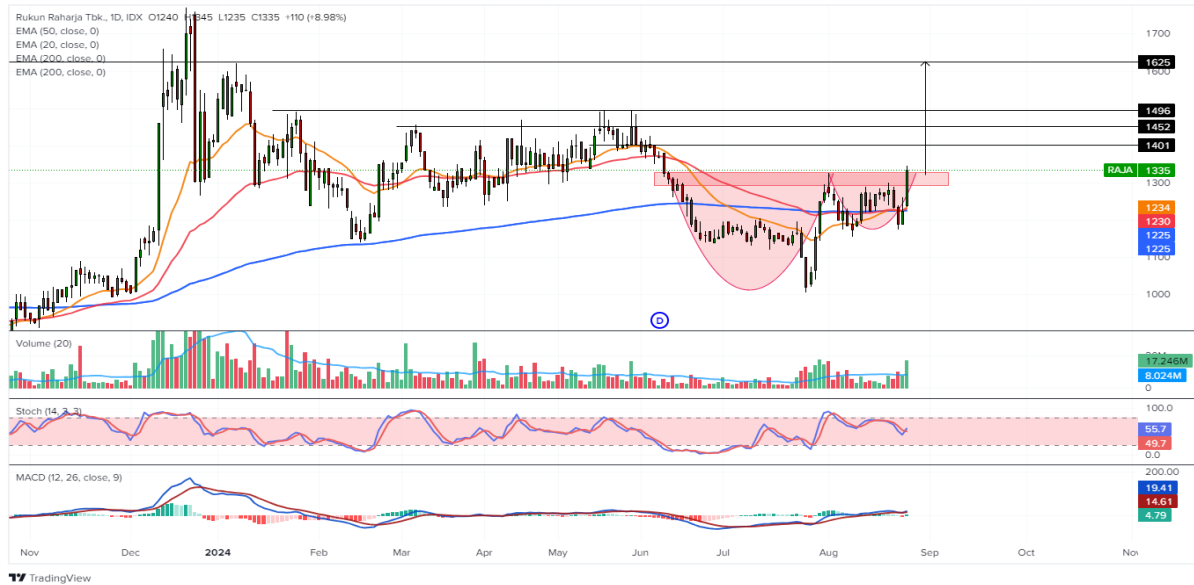 Rukun Raharja Tbk., 1D, IDX O1240 H1345 L1235 C1335 +110 (+8.98%)
EMA (50, close, 0)
EMA (20, close, 0)
EMA (200, close, 0)
EMA (200, close, 0)
1700
1625
1600
1496
1452
1401
RAJA 1335
1300
1234
1230
1225
1225
1100
1000
D
Volume (20)
17.246M
8.024M
0
Stoch (14, 3, 3)
100.0
55.7
49.7
0.0
MACD (12, 26, close, 9)
200.00
19.41
14.61
4.79
Nov Dec 2024 Feb Mar Apr May Jun Jul Aug Sep Oct Nov
TradingView